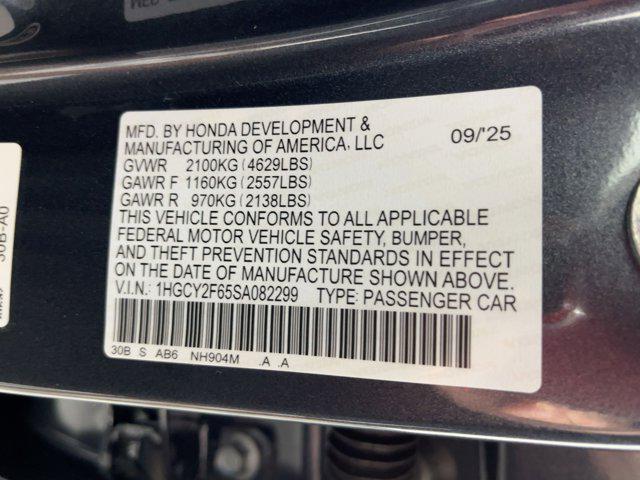 MFD. BY HONDA DEVELOPMENT &
MANUFACTURING OF AMERICA, LLC 09/'25
GVWR 2100KG (4629LBS)
GAWR F 1160KG (2557LBS)
GAWR R 970KG (2138LBS)
THIS VEHICLE CONFORMS TO ALL APPLICABLE
FEDERAL MOTOR VEHICLE SAFETY, BUMPER,
AND THEFT PREVENTION STANDARDS IN EFFECT
ON THE DATE OF MANUFACTURE SHOWN ABOVE.
V.I.N: 1HGCY2F65SA082299 TYPE: PASSENGER CAR
30B S AB6 NH904M .A .A
30B-A0